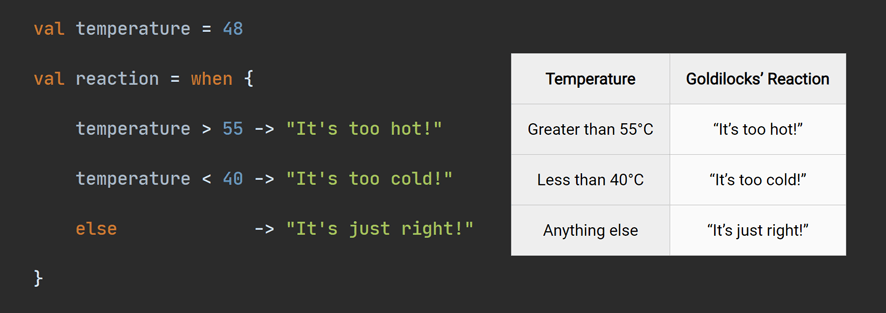 val temperature = 48
val reaction = when {
temperature > 55 -> "It's too hot!"
temperature < 40 -> "It's too cold!"
else -> "It's just right!"
}
Temperature Goldilocks’ Reaction
Greater than 55°C “It’s too hot!”
Less than 40°C “It’s too cold!”
Anything else “It’s just right!”